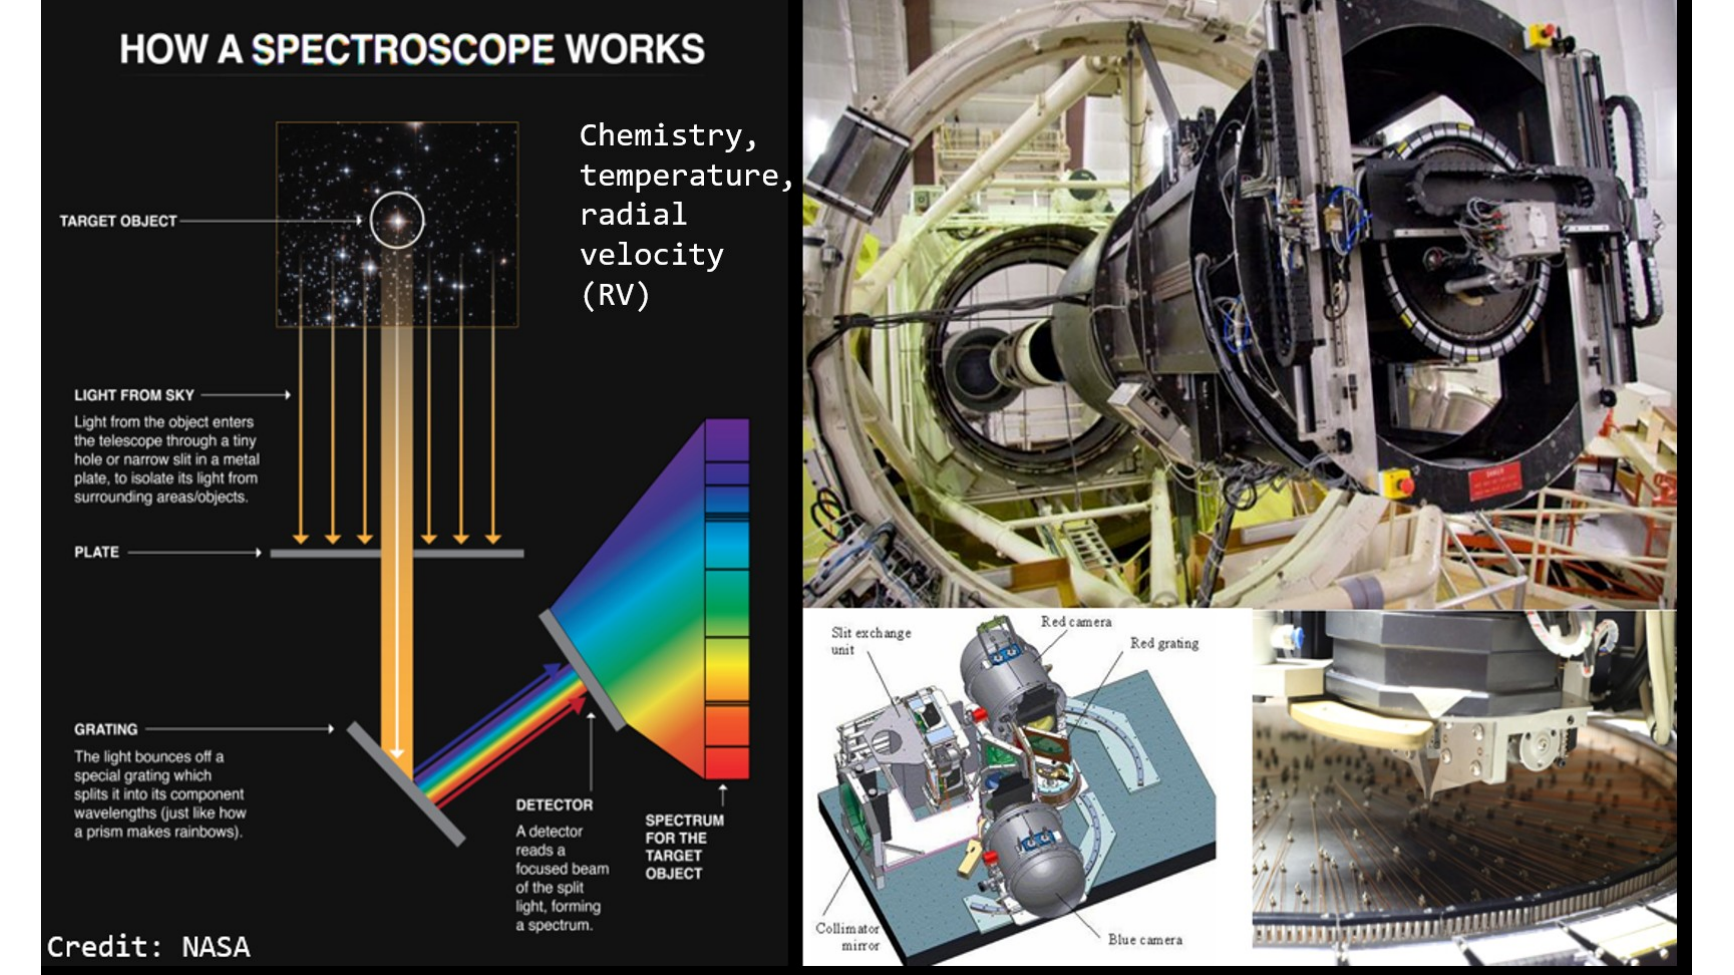 HOW A SPECTROSCOPE WORKS
Chemistry,
temperature,
radial
velocity
(RV)
TARGET OBJECT
LIGHT FROM SKY
Light from the object enters
the telescope through a tiny
hole or narrow slit in a metal
plate, to isolate its light from
surrounding areas/objects.
PLATE
GRATING
The light bounces off a
special grating which
splits it into its component
wavelengths (just like how
a prism makes rainbows).
DETECTOR
A detector
reads a
focused beam
of the split
light, forming
a spectrum.
SPECTRUM
FOR THE
TARGET
OBJECT
Credit: NASA
Slit exchange
unit
Red camera
Red grating
Collimator
mirror
Blue camera